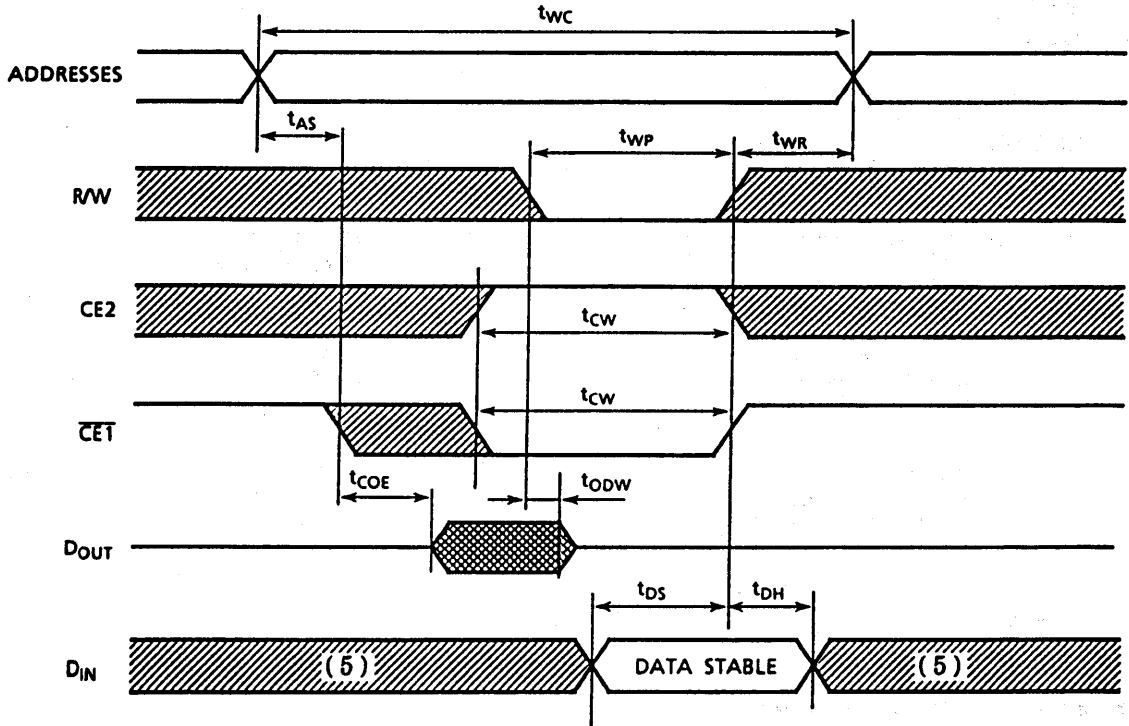 tWC
ADDRESSES
tAS
tWP
tWR
R/W
CE2
tCW
CE1
tCW
tCOE
tODW
DOUT
tDS
tDH
DIN
(5)
DATA STABLE
(5)